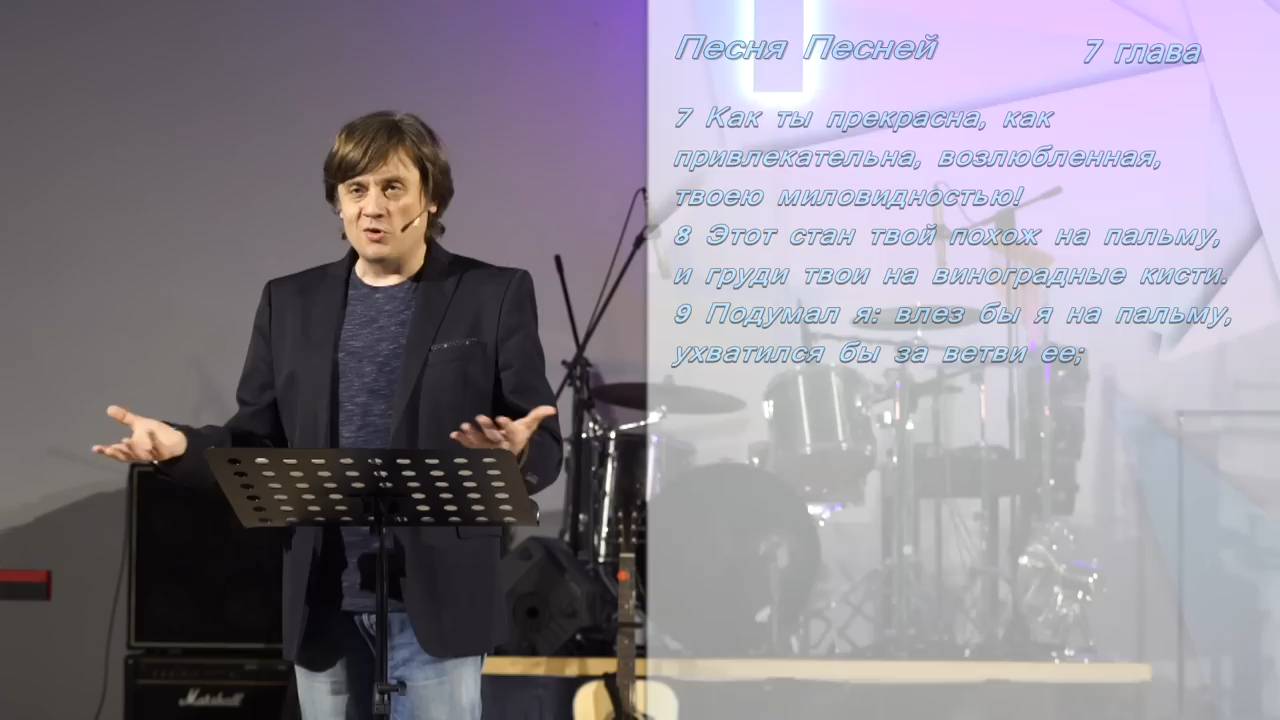 Песня Песней 7 глава
7 Как ты прекрасна, как
привлекательна, возлюбленная,
твоею миловидностью!
8 Этот стан твой похож на пальму,
и груди твои на виноградные кисти.
9 Подумал я: влез бы я на пальму,
ухватился бы за ветви ее;
Marshall